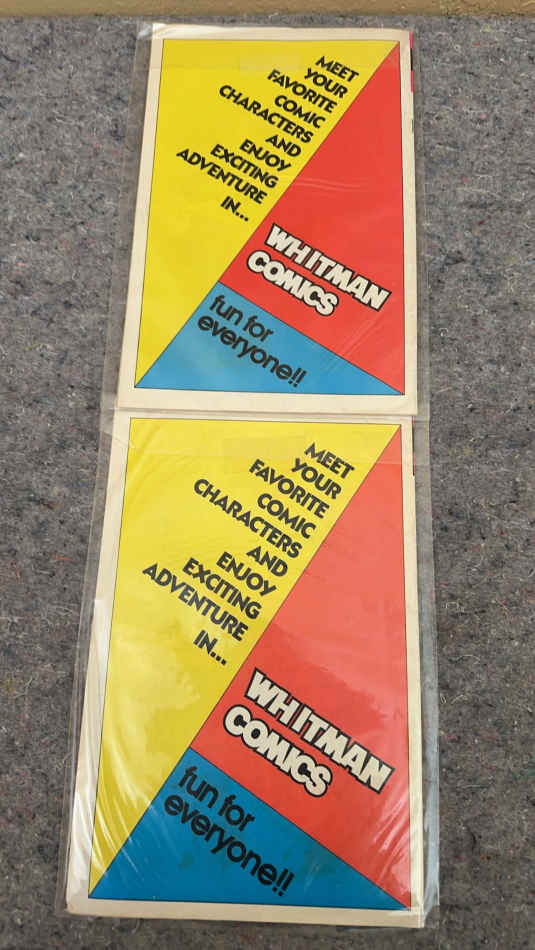 MEET
YOUR
FAVORITE
COMIC
CHARACTERS
AND
ENJOY
EXCITING
ADVENTURE
IN...
WHITMAN
COMICS
fun for
everyone!!
MEET
YOUR
FAVORITE
COMIC
CHARACTERS
AND
ENJOY
EXCITING
ADVENTURE
IN...
WHITMAN
COMICS
fun for
everyone!!